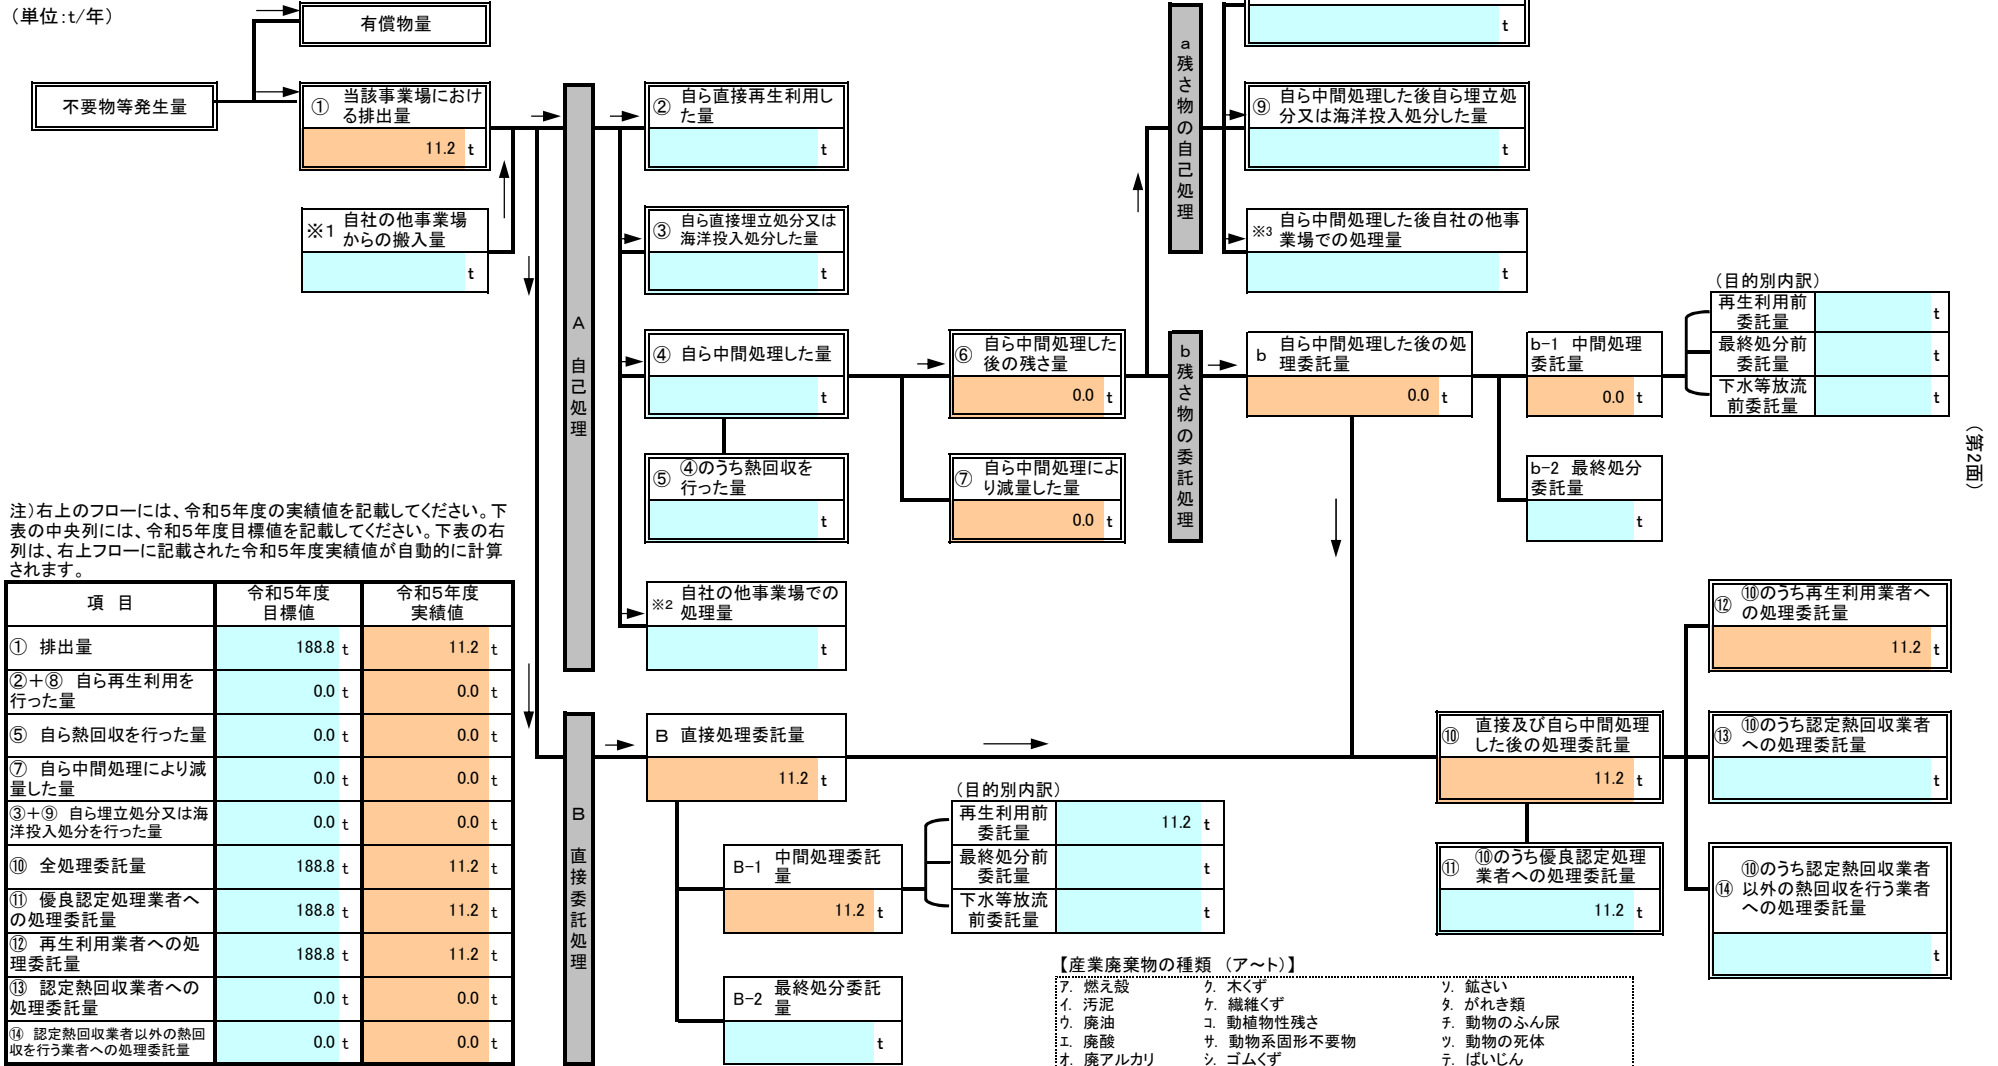 (単位:t/年)
有償物量
不要物等発生量
① 当該事業場におけ
る排出量
11.2 t
※1 自社の他事業場
からの搬入量
t
A 自己処理
② 自ら直接再生利用し
た量
t
③ 自ら直接埋立処分又は
海洋投入処分した量
t
④ 自ら中間処理した量
t
⑤ ④のうち熱回収を
行った量
t
※2 自社の他事業場での
処理量
t
⑥ 自ら中間処理した
後の残さ量
0.0 t
⑦ 自ら中間処理によ
り減量した量
0.0 t
a 残さ物の自己処理
t
⑨ 自ら中間処理した後自ら埋立処
分又は海洋投入処分した量
t
※3 自ら中間処理した後自社の他事
業場での処理量
t
b 残さ物の委託処理
b 自ら中間処理した後の処
理委託量
0.0 t
b-1 中間処理
委託量
0.0 t
b-2 最終処分
委託量
t
(目的別内訳)
再生利用前
委託量
t
最終処分前
委託量
t
下水等放流
前委託量
t
(第2面)
注)右上のフローには、令和5年度の実績値を記載してください。下
表の中央列には、令和5年度目標値を記載してください。下表の右
列は、右上フローに記載された令和5年度実績値が自動的に計算
されます。
項 目 令和5年度
目標値 令和5年度
実績値
① 排出量 188.8 t 11.2 t
②+⑧ 自ら再生利用を
行った量 0.0 t 0.0 t
⑤ 自ら熱回収を行った量 0.0 t 0.0 t
⑦ 自ら中間処理により減
量した量 0.0 t 0.0 t
③+⑨ 自ら埋立処分又は海
洋投入処分を行った量 0.0 t 0.0 t
⑩ 全処理委託量 188.8 t 11.2 t
⑪ 優良認定処理業者へ
の処理委託量 188.8 t 11.2 t
⑫ 再生利用業者への処
理委託量 188.8 t 11.2 t
⑬ 認定熱回収業者への
処理委託量 0.0 t 0.0 t
⑭ 認定熱回収業者以外の熱回
収を行う業者への処理委託量 0.0 t 0.0 t
B 直接委託処理
B 直接処理委託量
11.2 t
B-1 中間処理委託
量
11.2 t
B-2 最終処分委託
量
t
(目的別内訳)
再生利用前
委託量
11.2 t
最終処分前
委託量
t
下水等放流
前委託量
t
⑩ 直接及び自ら中間処理
した後の処理委託量
11.2 t
⑪ ⑩のうち優良認定処理
業者への処理委託量
11.2 t
⑫ ⑩のうち再生利用業者へ
の処理委託量
11.2 t
⑬ ⑩のうち認定熱回収業者
への処理委託量
t
⑭ ⑩のうち認定熱回収業者
以外の熱回収を行う業者
への処理委託量
t
【産業廃棄物の種類 (ア~ト)】
ア. 燃え殻 ク. 木くず ソ. 鉱さい
イ. 汚泥 ケ. 繊維くず タ. がれき類
ウ. 廃油 コ. 動植物性残さ チ. 動物のふん尿
エ. 廃酸 サ. 動物系固形不要物 ツ. 動物の死体
オ. 廃アルカリ シ. ゴムくず テ. ばいじん